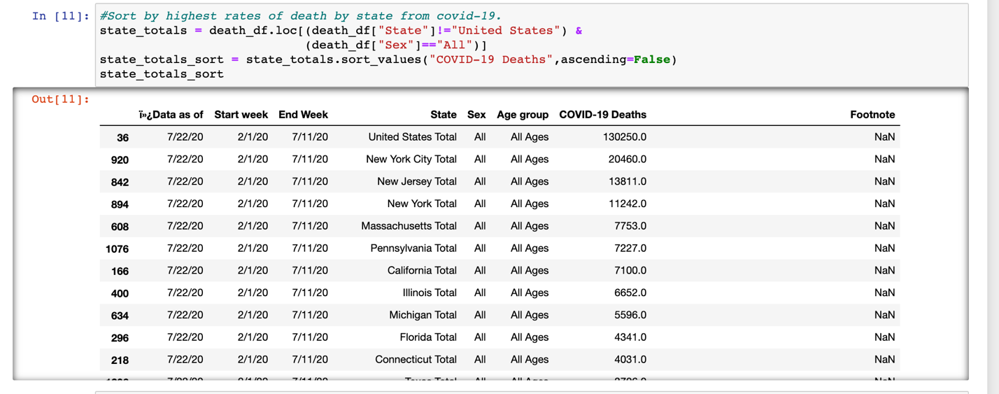 In [11]: #Sort by highest rates of death by state from covid-19.
state_totals = death_df.loc[(death_df["State"]!="United States") &
(death_df["Sex"]=="All")]
state_totals_sort = state_totals.sort_values("COVID-19 Deaths",ascending=False)
state_totals_sort
Out[11]:
ï»¿Data as of Start week End Week State Sex Age group COVID-19 Deaths Footnote
36 7/22/20 2/1/20 7/11/20 United States Total All All Ages 130250.0 NaN
920 7/22/20 2/1/20 7/11/20 New York City Total All All Ages 20460.0 NaN
842 7/22/20 2/1/20 7/11/20 New Jersey Total All All Ages 13811.0 NaN
894 7/22/20 2/1/20 7/11/20 New York Total All All Ages 11242.0 NaN
608 7/22/20 2/1/20 7/11/20 Massachusetts Total All All Ages 7753.0 NaN
1076 7/22/20 2/1/20 7/11/20 Pennsylvania Total All All Ages 7227.0 NaN
166 7/22/20 2/1/20 7/11/20 California Total All All Ages 7100.0 NaN
400 7/22/20 2/1/20 7/11/20 Illinois Total All All Ages 6652.0 NaN
634 7/22/20 2/1/20 7/11/20 Michigan Total All All Ages 5596.0 NaN
296 7/22/20 2/1/20 7/11/20 Florida Total All All Ages 4341.0 NaN
218 7/22/20 2/1/20 7/11/20 Connecticut Total All All Ages 4031.0 NaN